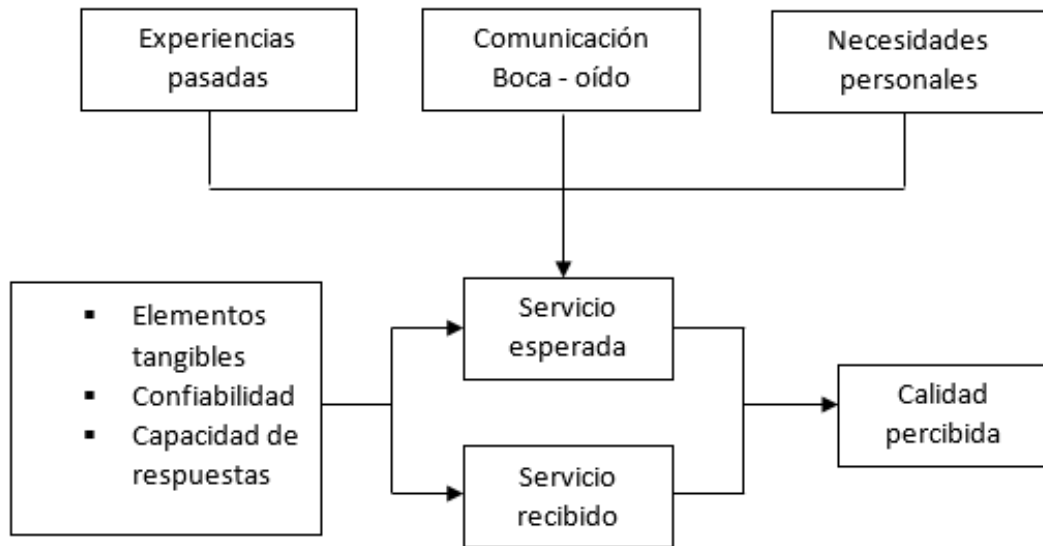 Experiencias
pasadas
Comunicación
Boca - oído
Necesidades
personales
▪ Elementos
tangibles
▪ Confiabilidad
▪ Capacidad de
respuestas
Servicio
esperada
Servicio
recibido
Calidad
percibida